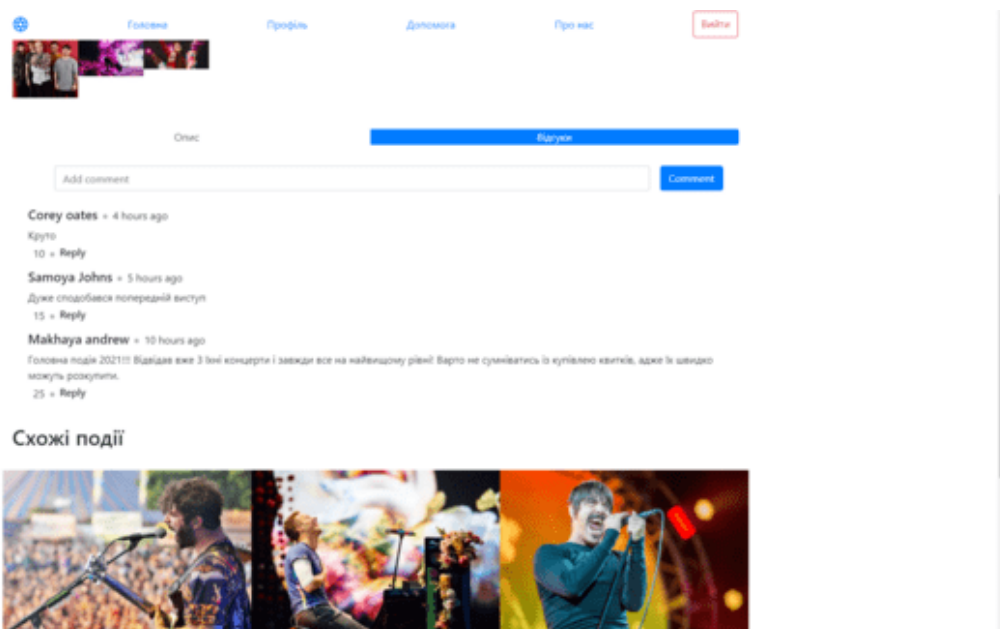 Головна Профіль Допомога Про нас Вийти
Опис Відгуки
Add comment Comment
Corey oates 4 hours ago
Круто
10 Reply
Samoya Johns 5 hours ago
Дуже сподобався попередній виступ
15 Reply
Makhaya andrew 10 hours ago
Головна подія 2021!!! Відвідав вже 3 їхні концерти і завжди все на найвищому рівні! Варто не сумніватись із купівлею квитків, адже їх швидко
можуть розкупити.
25 Reply
Схожі події